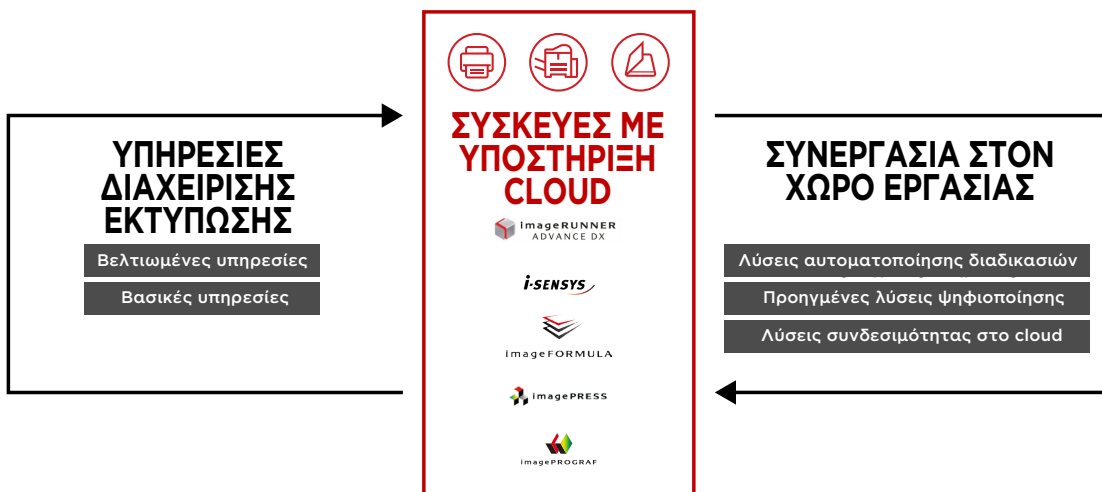 ΥΠΗΡΕΣΙΕΣ
ΔΙΑΧΕΙΡΙΣΗΣ
ΕΚΤΥΠΩΣΗΣ
Βελτιωμένες υπηρεσίες
Βασικές υπηρεσίες
ΣΥΣΚΕΥΕΣ ΜΕ
ΥΠΟΣΤΗΡΙΞΗ
CLOUD
imageRUNNER
ADVANCE DX
i-SENSYS
imageFORMULA
imagePRESS
imagePROGRAF
ΣΥΝΕΡΓΑΣΙΑ ΣΤΟΝ
ΧΩΡΟ ΕΡΓΑΣΙΑΣ
Λύσεις αυτοματοποίησης διαδικασιών
Προηγμένες λύσεις ψηφιοποίησης
Λύσεις συνδεσιμότητας στο cloud